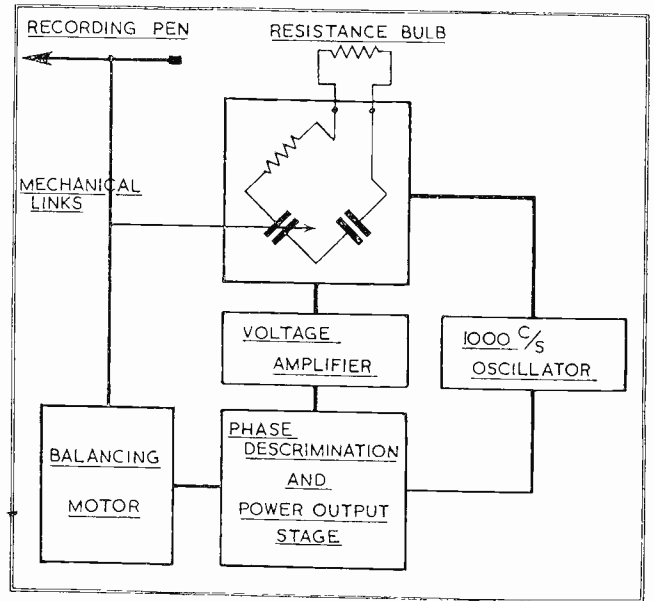 RECORDING PEN
RESISTANCE BULB
MECHANICAL
LINKS
VOLTAGE
AMPLIFIER
1000 C/S
OSCILLATOR
BALANCING
MOTOR
PHASE
DESCRIMINATION
AND
POWER OUTPUT
STAGE